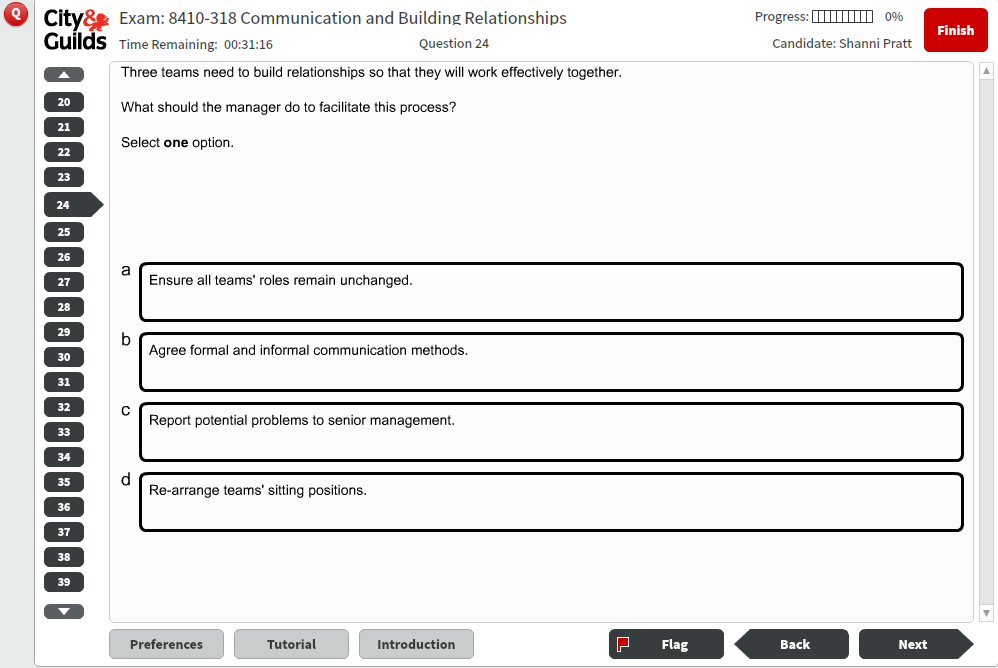 Q
City& Guilds
Exam: 8410-318 Communication and Building Relationships
Progress: 0%
Finish
Time Remaining: 00:31:16
Question 24
Candidate: Shanni Pratt
20
21
22
23
24
25
26
27
28
29
30
31
32
33
34
35
36
37
38
39
Three teams need to build relationships so that they will work effectively together.
What should the manager do to facilitate this process?
Select one option.
a Ensure all teams' roles remain unchanged.
b Agree formal and informal communication methods.
c Report potential problems to senior management.
d Re-arrange teams' sitting positions.
Preferences
Tutorial
Introduction
Flag
Back
Next